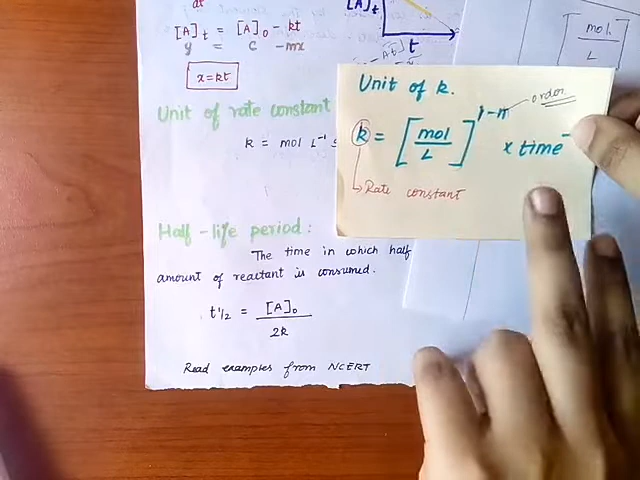 dt
[A]t = [A]₀ - kt
y = c - mx
x = kt
Unit of rate constant
k = mol L⁻¹ s
Half-life period:
The time in which half
amount of reactant is consumed.
t1/2 = [A]₀ / 2k
Read examples from NCERT
[A]t
t
[mol / L]
Unit of k.
order
k = [mol / L]¹⁻ⁿ x time⁻
Rate constant